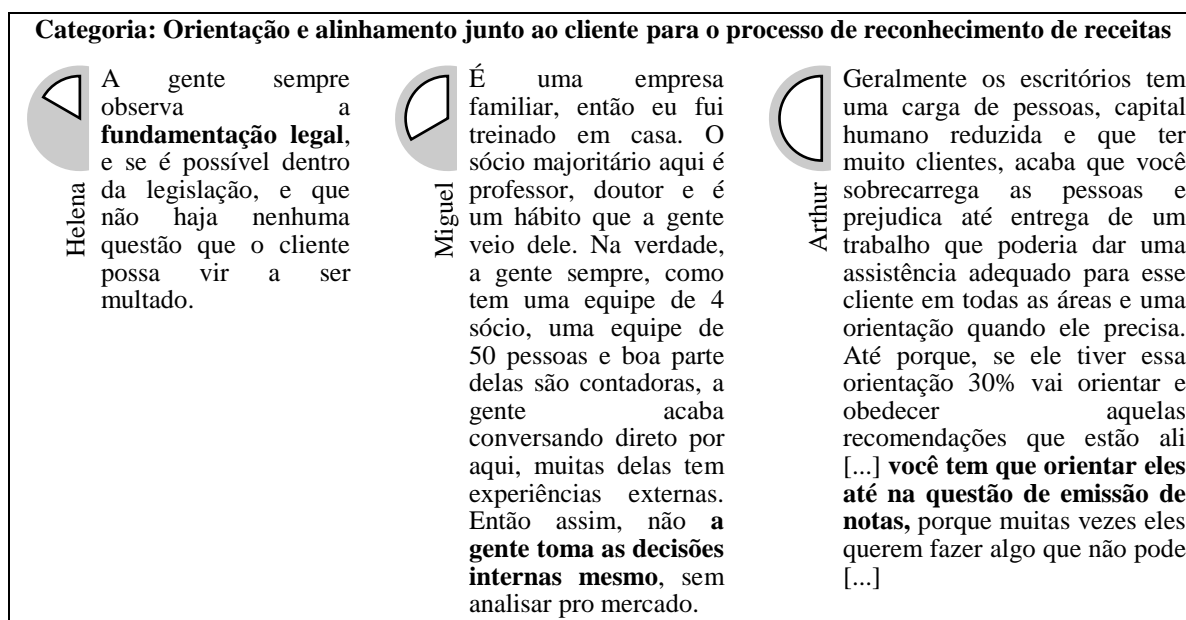 Categoria: Orientação e alinhamento junto ao cliente para o processo de reconhecimento de receitas
Helena
A gente sempre
observa a
fundamentação legal,
e se é possível dentro
da legislação, e que
não haja nenhuma
questão que o cliente
possa vir a ser
multado.
Miguel
É uma empresa
familiar, então eu fui
treinado em casa. O
sócio majoritário aqui é
professor, doutor e é
um hábito que a gente
veio dele. Na verdade,
a gente sempre, como
tem uma equipe de 4
sócio, uma equipe de
50 pessoas e boa parte
delas são contadoras, a
gente acaba
conversando direto por
aqui, muitas delas tem
experiências externas.
Então assim, não a
gente toma as decisões
internas mesmo, sem
analisar pro mercado.
Arthur
Geralmente os escritórios tem
uma carga de pessoas, capital
humano reduzida e que ter
muito clientes, acaba que você
sobrecarrega as pessoas e
prejudica até entrega de um
trabalho que poderia dar uma
assistência adequado para esse
cliente em todas as áreas e uma
orientação quando ele precisa.
Até porque, se ele tiver essa
orientação 30% vai orientar e
obedecer aquelas
recomendações que estão ali
[...] você tem que orientar eles
até na questão de emissão de
notas, porque muitas vezes eles
querem fazer algo que não pode
[...]